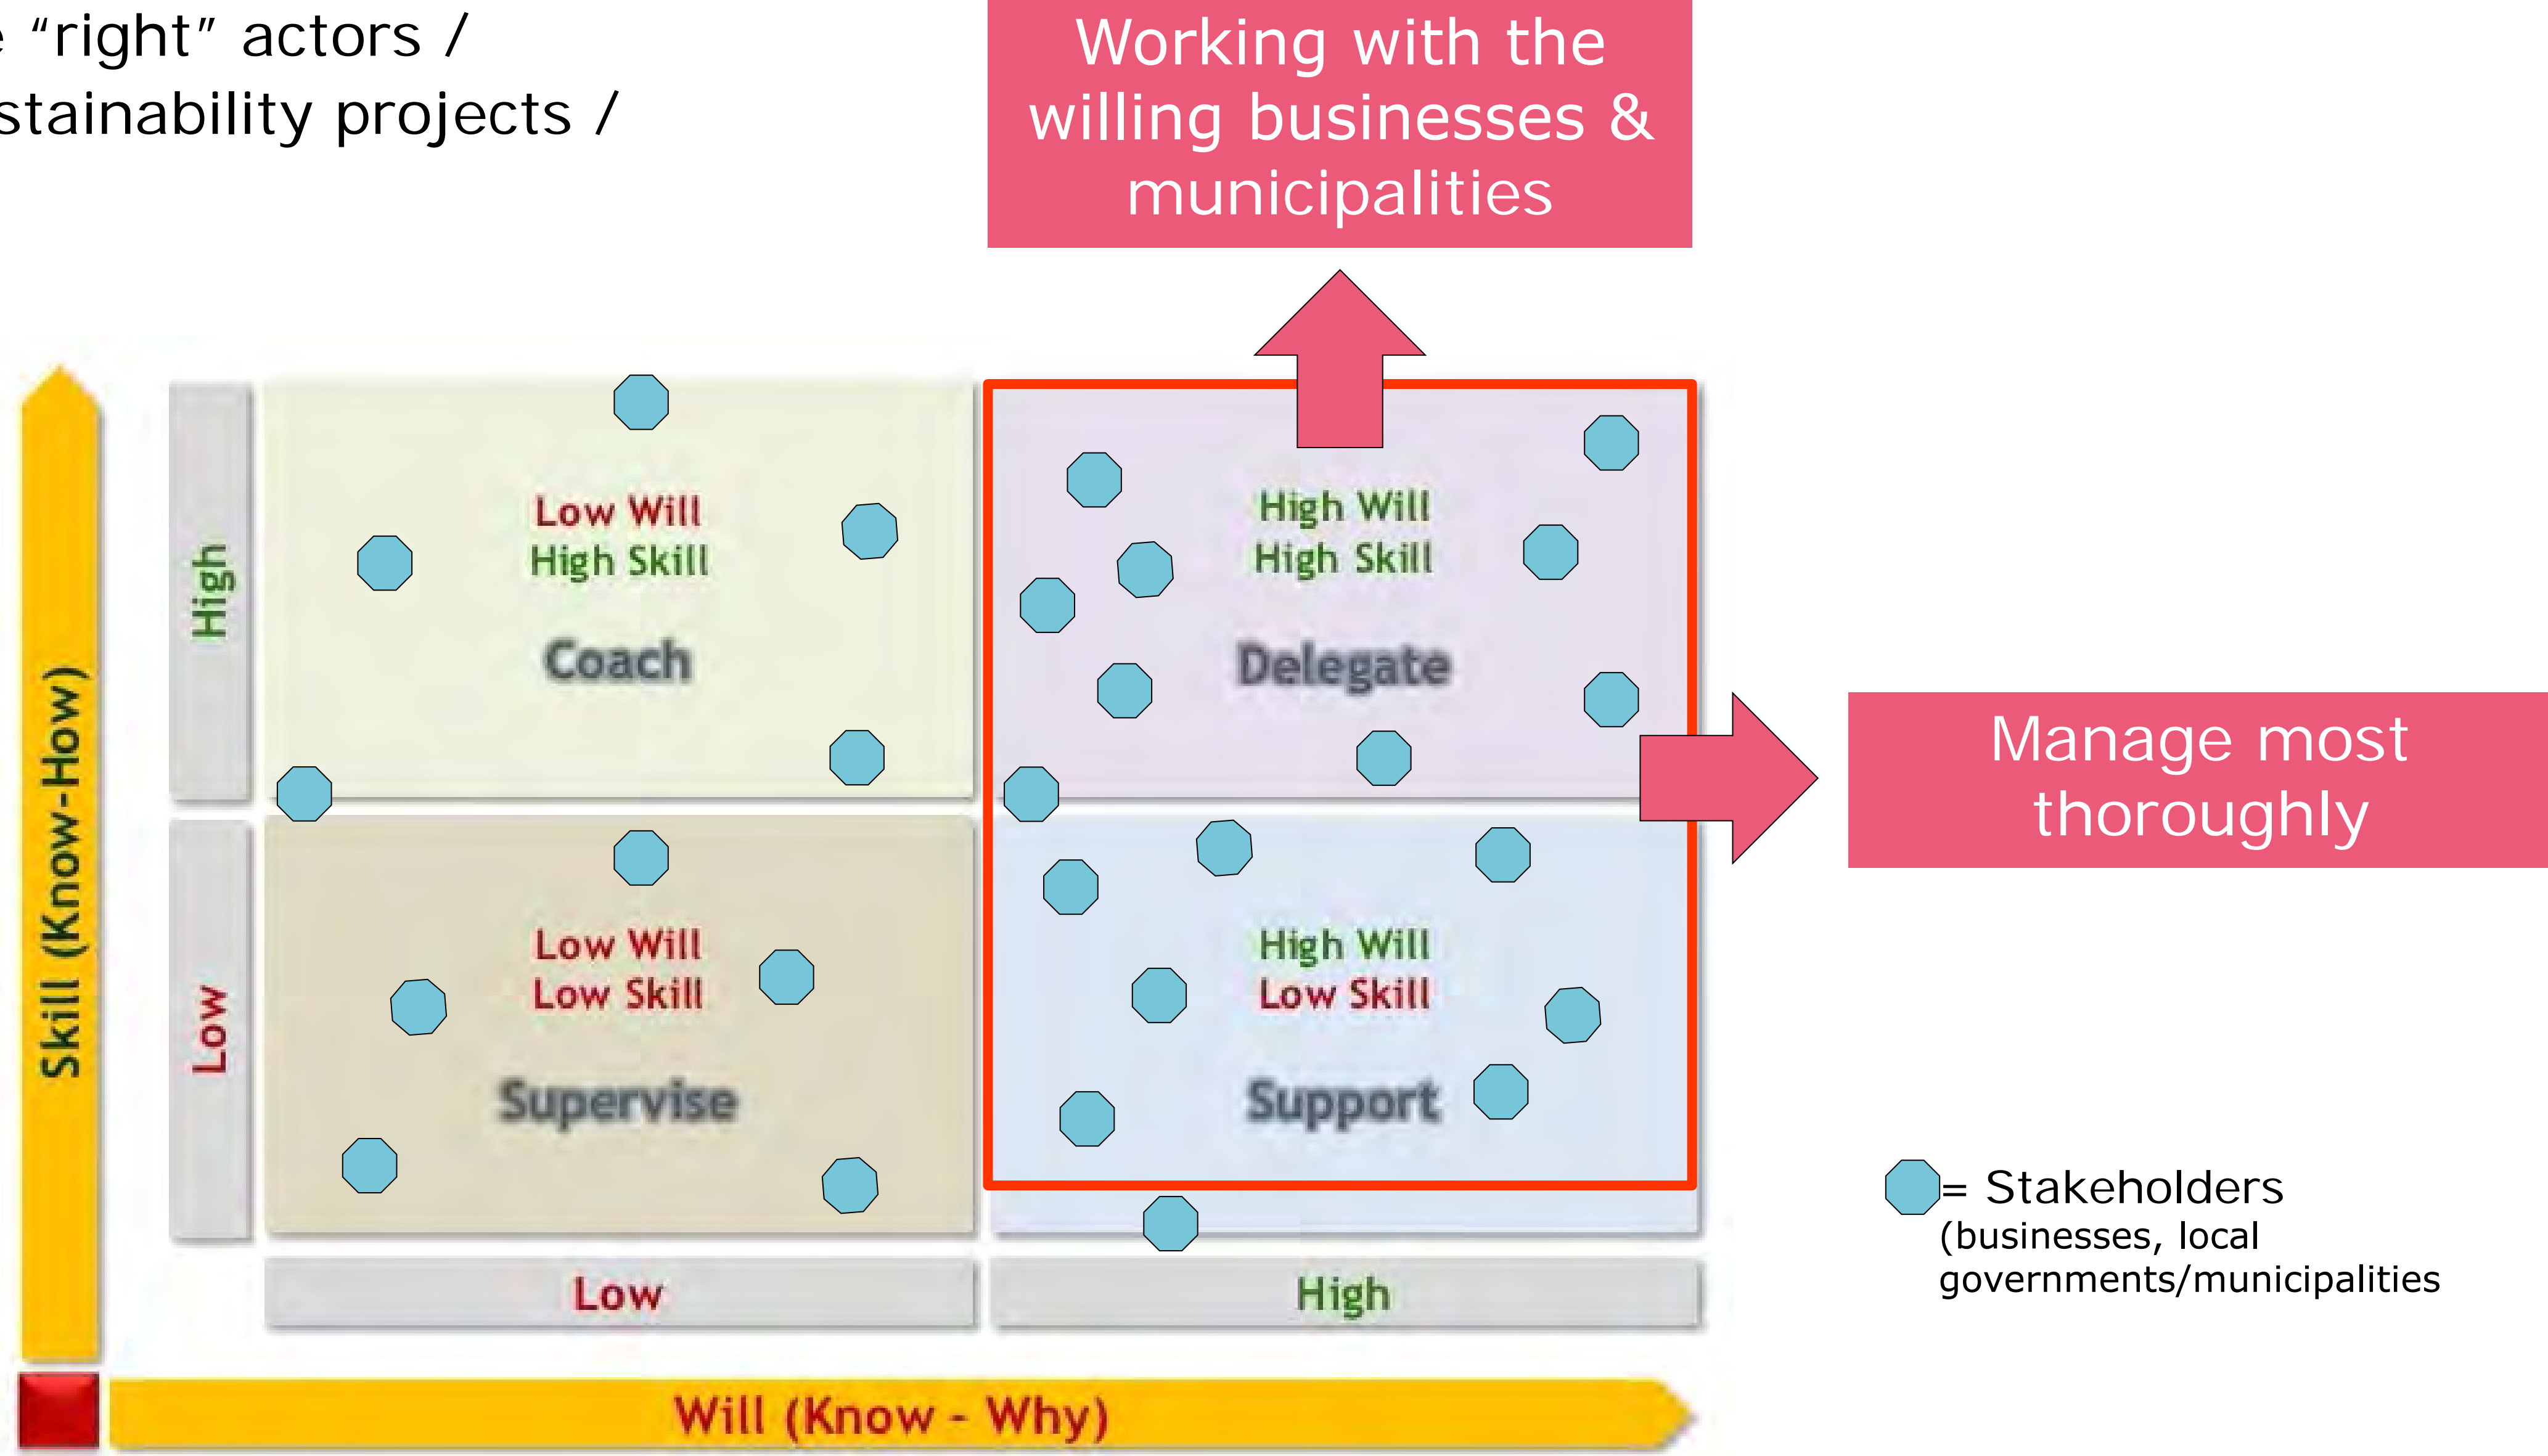 e “right” actors /
stainability projects /
Working with the
willing businesses &
municipalities
Low Will
High Skill
Coach
High Will
High Skill
Delegate
High
Skill (Know-How)
Manage most
thoroughly
Low
Low Will
Low Skill
Supervise
High Will
Low Skill
Support
= Stakeholders
(businesses, local
governments/municipalities
Low
High
Will (Know - Why)